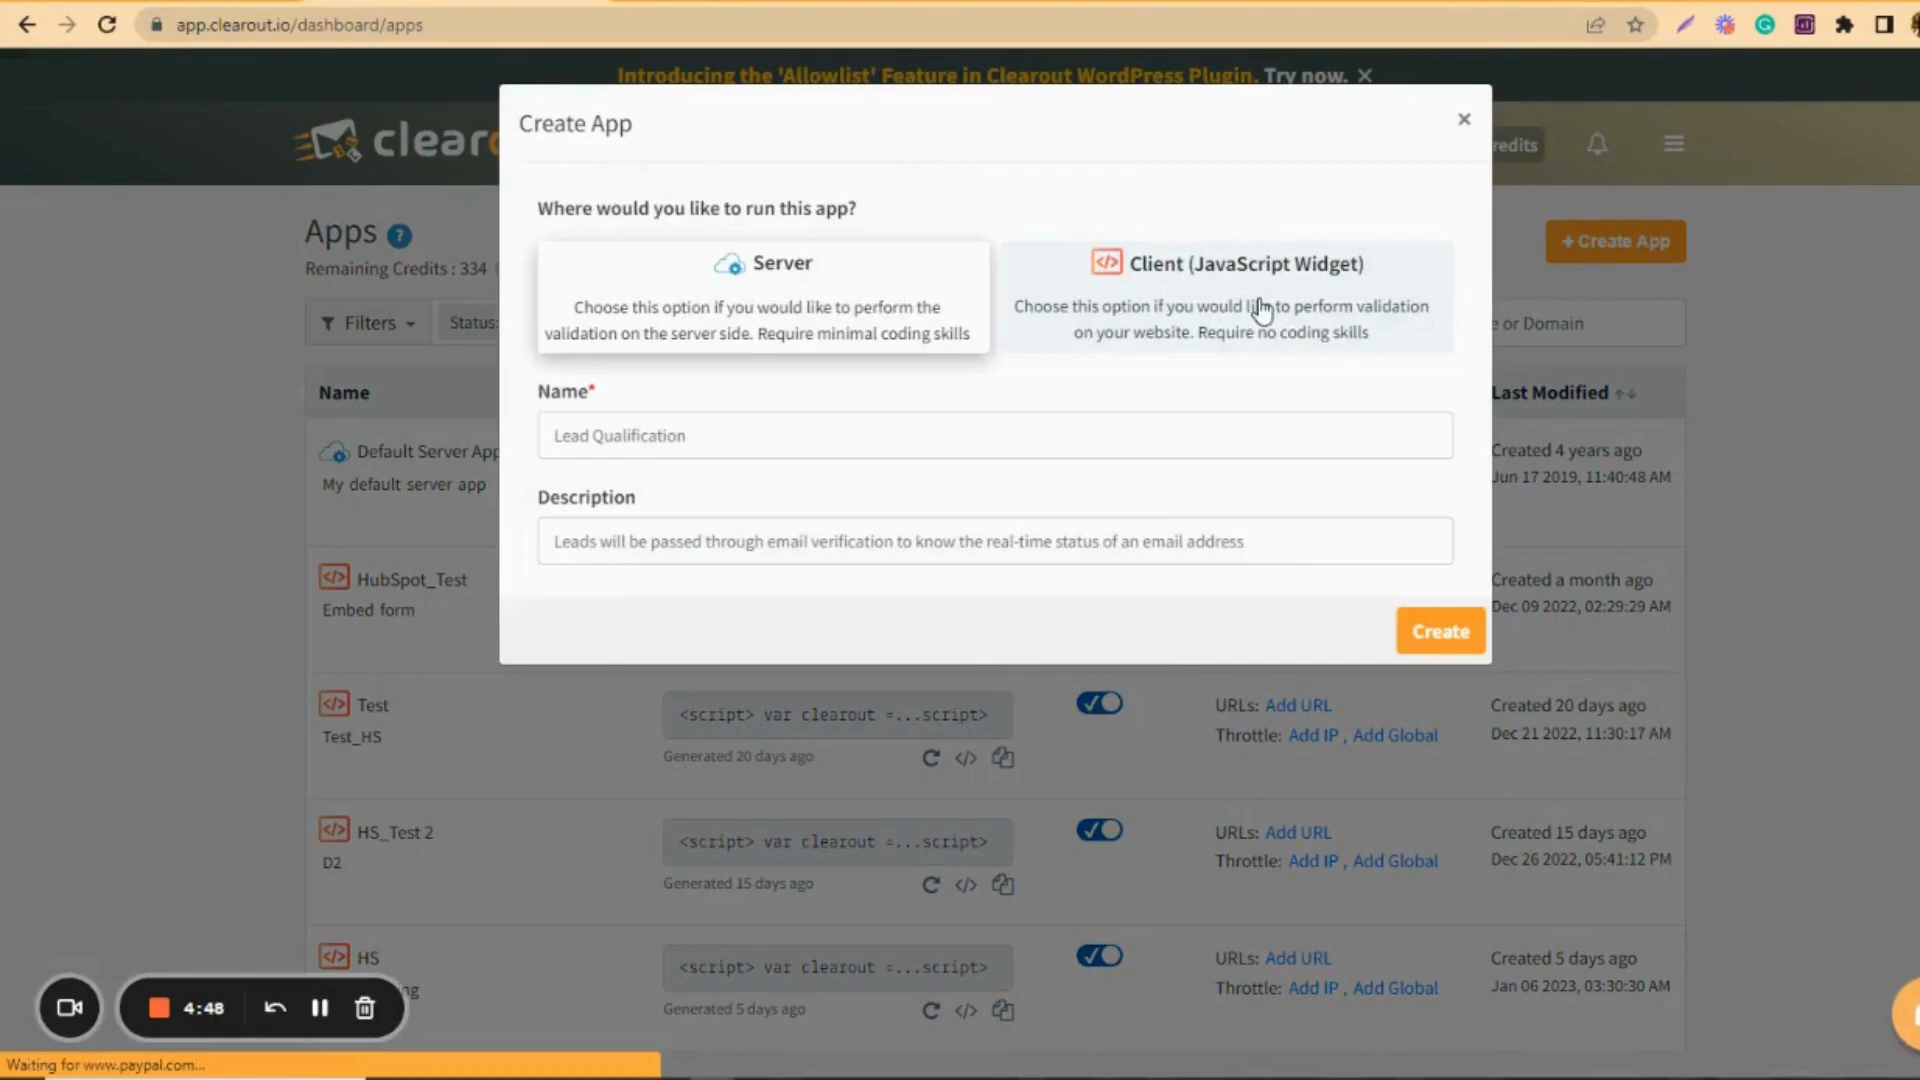 app.clearout.io/dashboard/apps
Introducing the 'Allowlist' Feature in Clearout WordPress Plugin. Try now.
Create App
Where would you like to run this app?
Server
Choose this option if you would like to perform the
validation on the server side. Require minimal coding skills
Client (JavaScript Widget)
Choose this option if you would like to perform validation
on your website. Require no coding skills
Name*
Lead Qualification
Description
Leads will be passed through email verification to know the real-time status of an email address
Create
clear
redits
Apps ?
Remaining Credits : 334
+ Create App
Filters
Status:
e or Domain
Name
Last Modified
Default Server App
My default server app
Created 4 years ago
Jun 17 2019, 11:40:48 AM
HubSpot_Test
Embed form
Created a month ago
Dec 09 2022, 02:29:29 AM
Test
Test_HS
<script> var clearout =...script>
Generated 20 days ago
URLs: Add URL
Throttle: Add IP , Add Global
Created 20 days ago
Dec 21 2022, 11:30:17 AM
HS_Test 2
D2
<script> var clearout =...script>
Generated 15 days ago
URLs: Add URL
Throttle: Add IP , Add Global
Created 15 days ago
Dec 26 2022, 05:41:12 PM
HS
ng
<script> var clearout =...script>
Generated 5 days ago
URLs: Add URL
Throttle: Add IP , Add Global
Created 5 days ago
Jan 06 2023, 03:30:30 AM
4:48
Waiting for www.paypal.com...